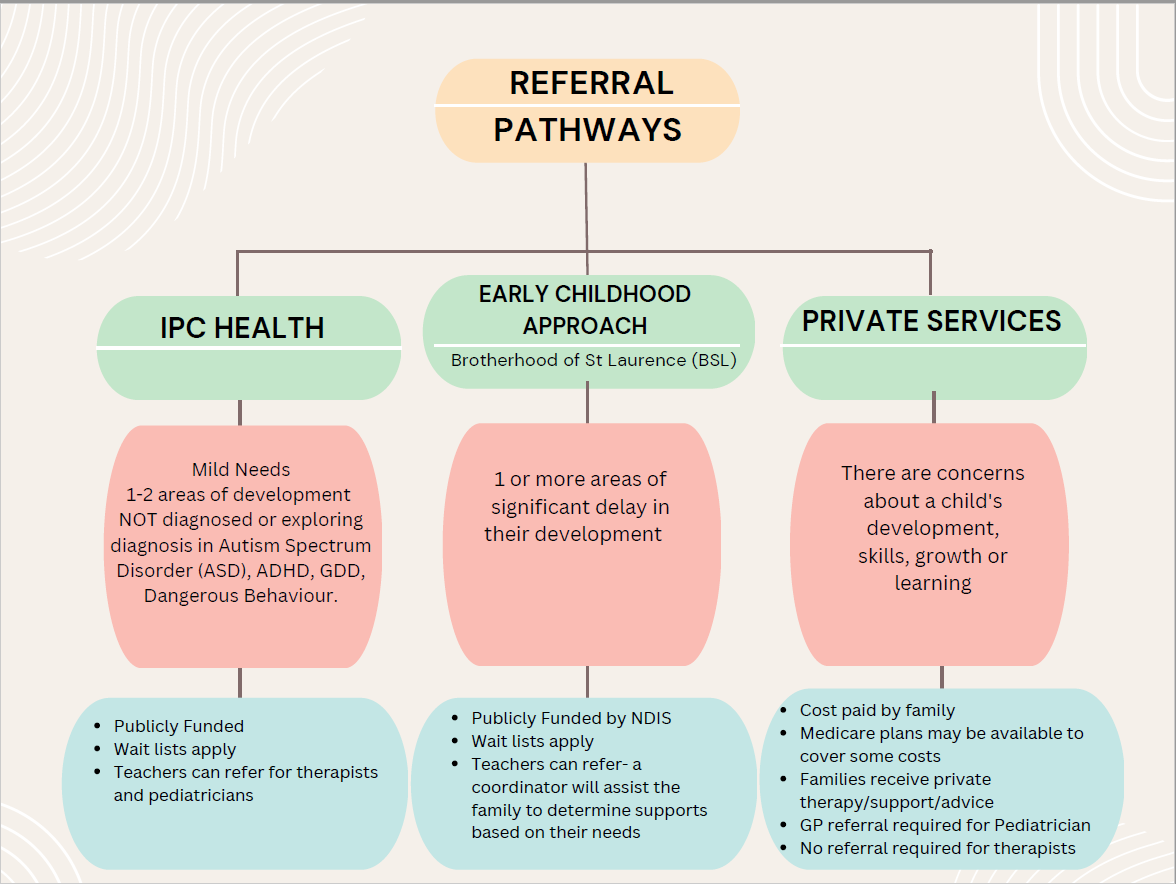 REFERRAL
PATHWAYS
IPC HEALTH
Mild Needs
1-2 areas of development
NOT diagnosed or exploring
diagnosis in Autism Spectrum
Disorder (ASD), ADHD, GDD,
Dangerous Behaviour.
• Publicly Funded
• Wait lists apply
• Teachers can refer for therapists
and pediatricians
EARLY CHILDHOOD
APPROACH
Brotherhood of St Laurence (BSL)
1 or more areas of
significant delay in
their development
• Publicly Funded by NDIS
• Wait lists apply
• Teachers can refer- a
coordinator will assist the
family to determine supports
based on their needs
PRIVATE SERVICES
There are concerns
about a child's
development,
skills, growth or
learning
• Cost paid by family
• Medicare plans may be available to
cover some costs
• Families receive private
therapy/support/advice
• GP referral required for Pediatrician
• No referral required for therapists